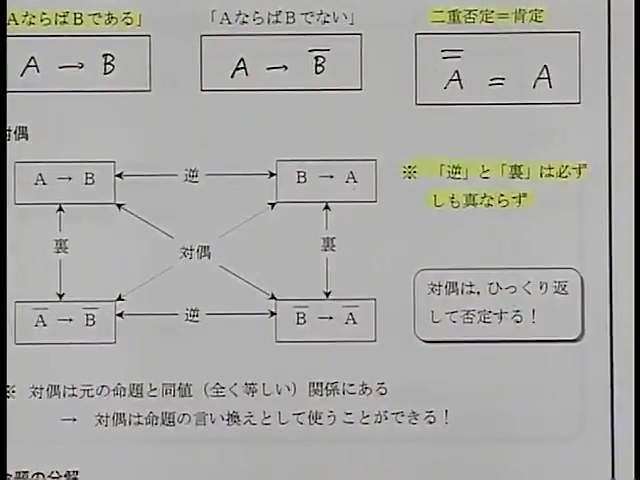 AならばBである」
「AならばBでない」
二重否定＝肯定
A → B
A → B̅
A̿ = A
対偶
A → B
逆
B → A
※ 「逆」と「裏」は必ず
しも真ならず
裏
対偶
裏
対偶は，ひっくり返
して否定する！
A̅ → B̅
逆
B̅ → A̅
※ 対偶は元の命題と同値（全く等しい）関係にある
→ 対偶は命題の言い換えとして使うことができる！
命題の分解